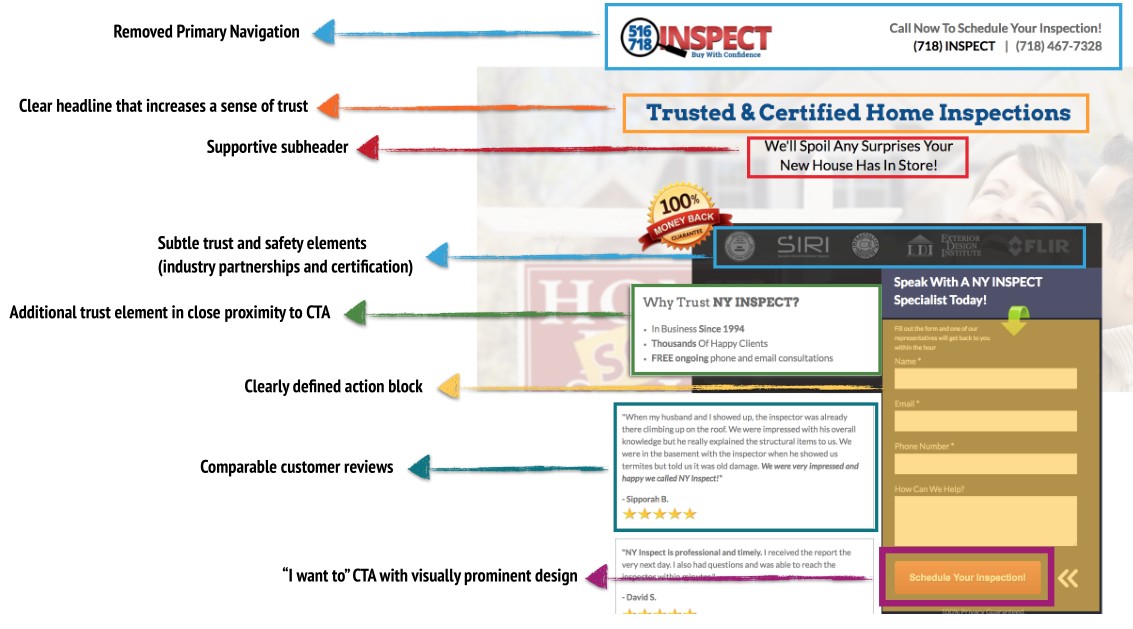 Removed Primary Navigation
516
718
INSPECT
Buy With Confidence
Call Now To Schedule Your Inspection!
(718) INSPECT | (718) 467-7328
Clear headline that increases a sense of trust
Trusted & Certified Home Inspections
Supportive subheader
We'll Spoil Any Surprises Your
New House Has In Store!
100%
MONEY BACK
GUARANTEE
Subtle trust and safety elements
(industry partnerships and certification)
SIRI
EDI
EXTERIOR
DESIGN
INSTITUTE
FLIR
Speak With A NY INSPECT
Specialist Today!
Additional trust element in close proximity to CTA
Why Trust NY INSPECT?
• In Business Since 1994
• Thousands Of Happy Clients
• FREE ongoing phone and email consultations
Fill out the form and one of our
representatives will get back to you
within the hour
Name *
Email *
Phone Number *
How Can We Help?
Clearly defined action block
Comparable customer reviews
"When my husband and I showed up, the inspector was already
there climbing up on the roof. We were impressed with his overall
knowledge but he really explained the structural items to us. We
were in the basement with the inspector when he showed us
termites but told us it was old damage. We were very impressed and
happy we called NY Inspect!"
- Sipporah B.
"I want to" CTA with visually prominent design
"NY Inspect is professional and timely. I received the report the
very next day. I also had questions and was able to reach the
inspector within minutes!"
- David S.
Schedule Your Inspection!